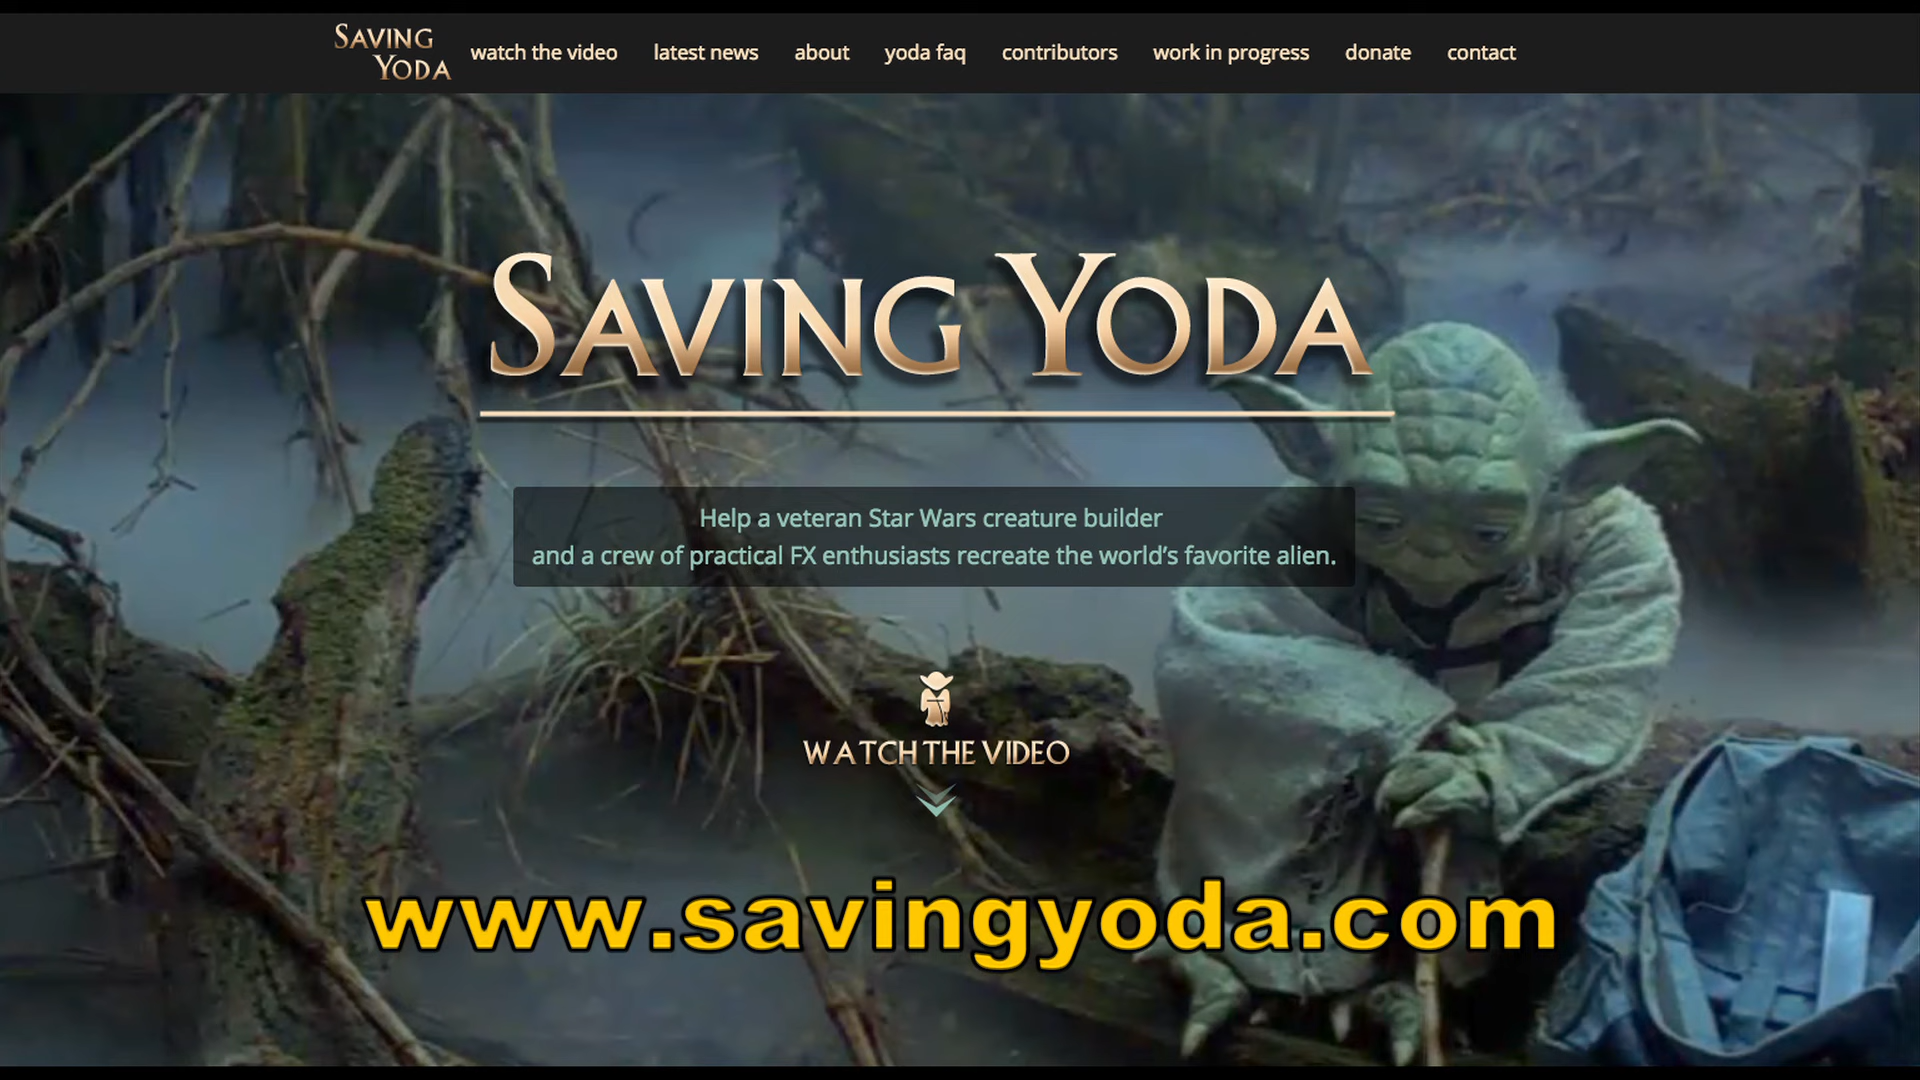 SAVING
YODA
watch the video
latest news
about
yoda faq
contributors
work in progress
donate
contact
SAVING YODA
Help a veteran Star Wars creature builder
and a crew of practical FX enthusiasts recreate the world’s favorite alien.
WATCH THE VIDEO
www.savingyoda.com